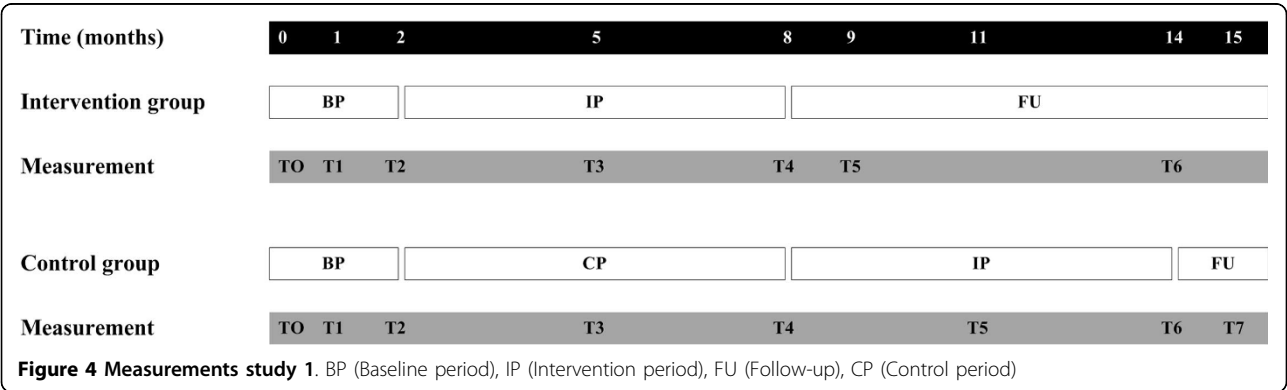 Time (months) 0 1 2 5 8 9 11 14 15
Intervention group BP IP FU
Measurement TO T1 T2 T3 T4 T5 T6
Control group BP CP IP FU
Measurement TO T1 T2 T3 T4 T5 T6 T7
Figure 4 Measurements study 1. BP (Baseline period), IP (Intervention period), FU (Follow-up), CP (Control period)